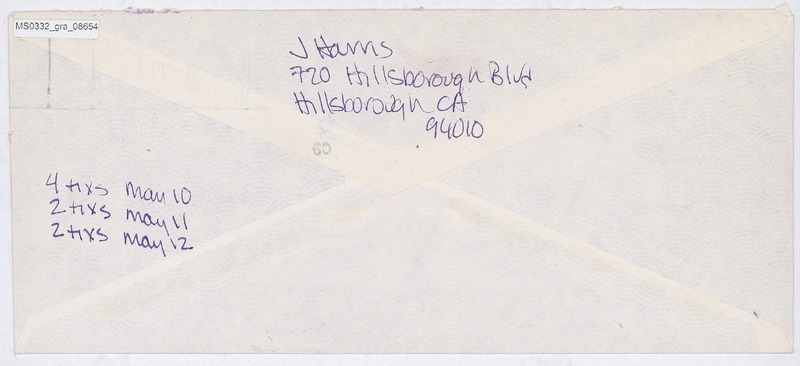 MS0332_gra_08654
J Harris
720 Hillsborough Blvd
Hillsborough CA
94010
4 tixs May 10
2 tixs May 11
2 tixs May 12